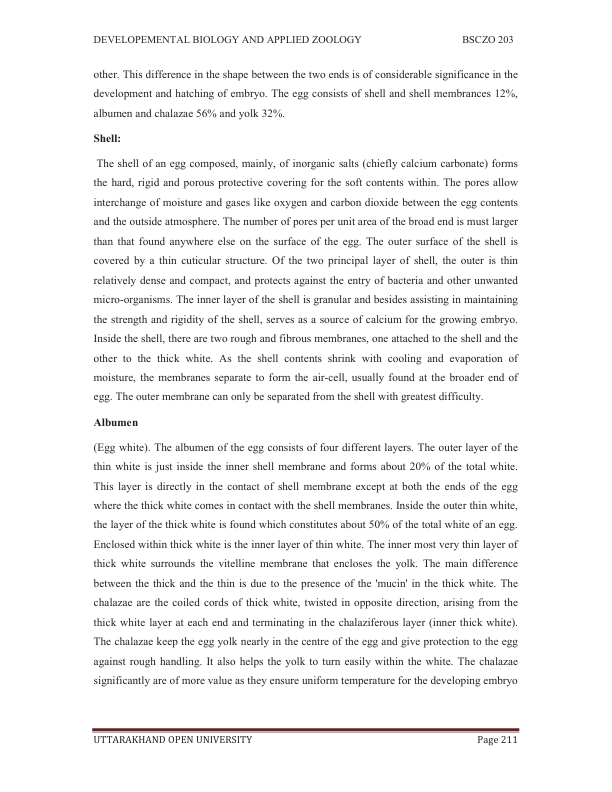 DEVELOPEMENTAL BIOLOGY AND APPLIED ZOOLOGY BSCZO 203
other. This difference in the shape between the two ends is of considerable significance in the
development and hatching of embryo. The egg consists of shell and shell membrances 12%,
albumen and chalazae 56% and yolk 32%.
Shell:
The shell of an egg composed, mainly, of inorganic salts (chiefly calcium carbonate) forms
the hard, rigid and porous protective covering for the soft contents within. The pores allow
interchange of moisture and gases like oxygen and carbon dioxide between the egg contents
and the outside atmosphere. The number of pores per unit area of the broad end is must larger
than that found anywhere else on the surface of the egg. The outer surface of the shell is
covered by a thin cuticular structure. Of the two principal layer of shell, the outer is thin
relatively dense and compact, and protects against the entry of bacteria and other unwanted
micro-organisms. The inner layer of the shell is granular and besides assisting in maintaining
the strength and rigidity of the shell, serves as a source of calcium for the growing embryo.
Inside the shell, there are two rough and fibrous membranes, one attached to the shell and the
other to the thick white. As the shell contents shrink with cooling and evaporation of
moisture, the membranes separate to form the air-cell, usually found at the broader end of
egg. The outer membrane can only be separated from the shell with greatest difficulty.
Albumen
(Egg white). The albumen of the egg consists of four different layers. The outer layer of the
thin white is just inside the inner shell membrane and forms about 20% of the total white.
This layer is directly in the contact of shell membrane except at both the ends of the egg
where the thick white comes in contact with the shell membranes. Inside the outer thin white,
the layer of the thick white is found which constitutes about 50% of the total white of an egg.
Enclosed within thick white is the inner layer of thin white. The inner most very thin layer of
thick white surrounds the vitelline membrane that encloses the yolk. The main difference
between the thick and the thin is due to the presence of the 'mucin' in the thick white. The
chalazae are the coiled cords of thick white, twisted in opposite direction, arising from the
thick white layer at each end and terminating in the chalaziferous layer (inner thick white).
The chalazae keep the egg yolk nearly in the centre of the egg and give protection to the egg
against rough handling. It also helps the yolk to turn easily within the white. The chalazae
significantly are of more value as they ensure uniform temperature for the developing embryo
UTTARAKHAND OPEN UNIVERSITY Page 211